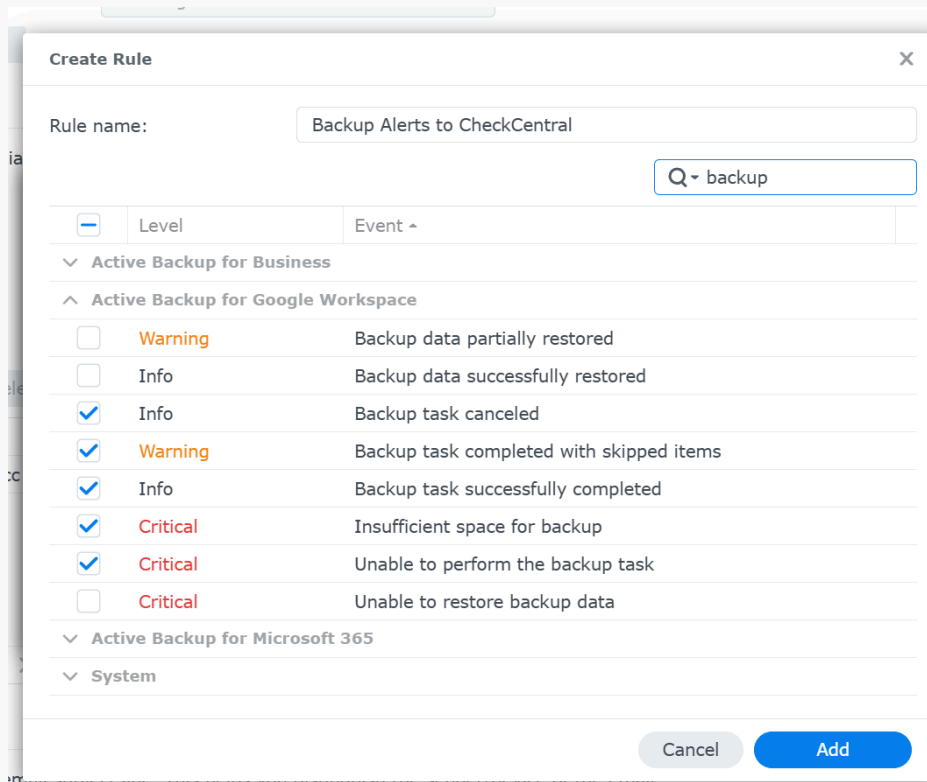 Create Rule
Rule name:
Backup Alerts to CheckCentral
backup
Level Event
Active Backup for Business
Active Backup for Google Workspace
Warning Backup data partially restored
Info Backup data successfully restored
Info Backup task canceled
Warning Backup task completed with skipped items
Info Backup task successfully completed
Critical Insufficient space for backup
Critical Unable to perform the backup task
Critical Unable to restore backup data
Active Backup for Microsoft 365
System
Cancel Add